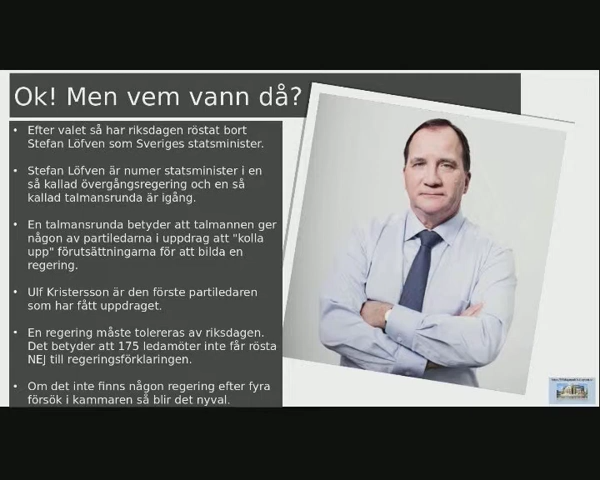 Ok! Men vem vann då?
• Efter valet så har riksdagen röstat bort
Stefan Löfven som Sveriges statsminister.
• Stefan Löfven är numer statsminister i en
så kallad övergångsregering och en så
kallad talmansrunda är igång.
• En talmansrunda betyder att talmannen ger
någon av partiledarna i uppdrag att "kolla
upp" förutsättningarna för att bilda en
regering.
• Ulf Kristersson är den förste partiledaren
som har fått uppdraget.
• En regering måste tolereras av riksdagen.
Det betyder att 175 ledamöter inte får rösta
NEJ till regeringsförklaringen.
• Om det inte finns någon regering efter fyra
försök i kammaren så blir det nyval.